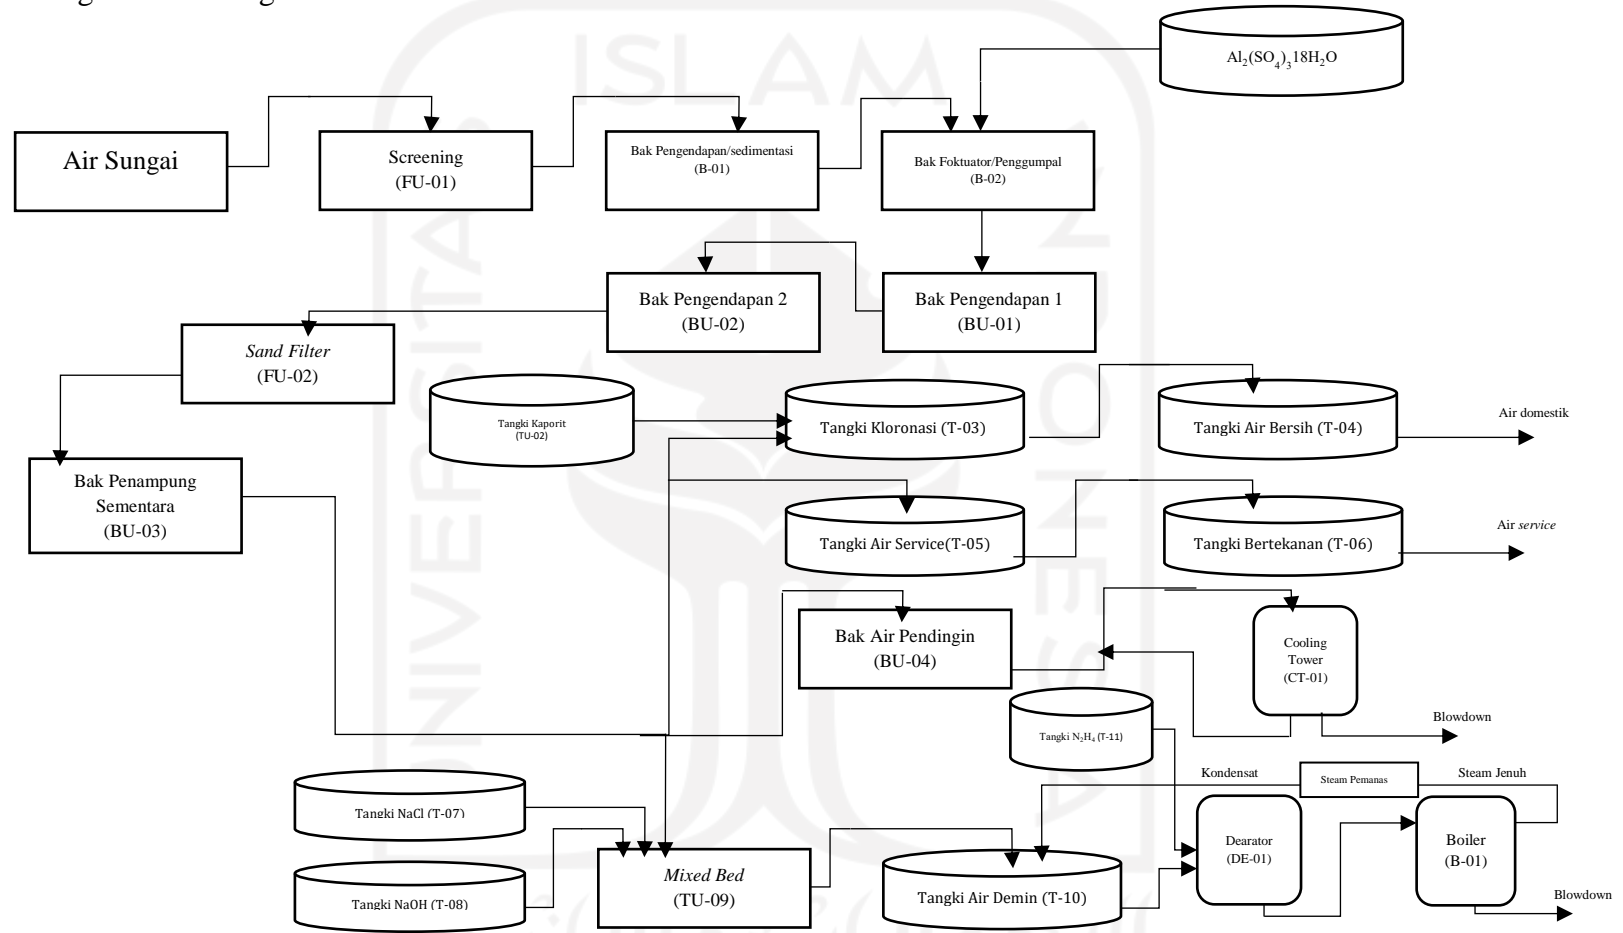 Al₂(SO₄)₃18H₂O
Air Sungai
Screening
(FU-01)
Bak Pengendapan/sedimentasi
(B-01)
Bak Foktuator/Penggumpal
(B-02)
Bak Pengendapan 2
(BU-02)
Bak Pengendapan 1
(BU-01)
Sand Filter
(FU-02)
Tangki Kaporit
(TU-02)
Tangki Kloronasi (T-03)
Tangki Air Bersih (T-04)
Air domestik
Bak Penampung
Sementara
(BU-03)
Tangki Air Service(T-05)
Tangki Bertekanan (T-06)
Air service
Bak Air Pendingin
(BU-04)
Cooling
Tower
(CT-01)
Blowdown
Tangki N₂H₄ (T-11)
Kondensat
Steam Pemanas
Steam Jenuh
Tangki NaCl (T-07)
Tangki NaOH (T-08)
Mixed Bed
(TU-09)
Tangki Air Demin (T-10)
Dearator
(DE-01)
Boiler
(B-01)
Blowdown
ISLAM
UNIVERSITAS
INDONESIA